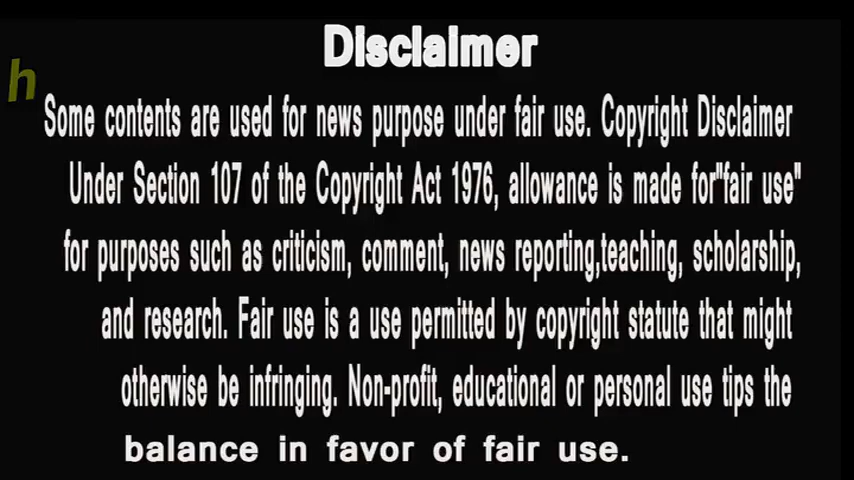 Disclaimer
h
Some contents are used for news purpose under fair use. Copyright Disclaimer
Under Section 107 of the Copyright Act 1976, allowance is made for"fair use"
for purposes such as criticism, comment, news reporting,teaching, scholarship,
and research. Fair use is a use permitted by copyright statute that might
otherwise be infringing. Non-profit, educational or personal use tips the
balance in favor of fair use.